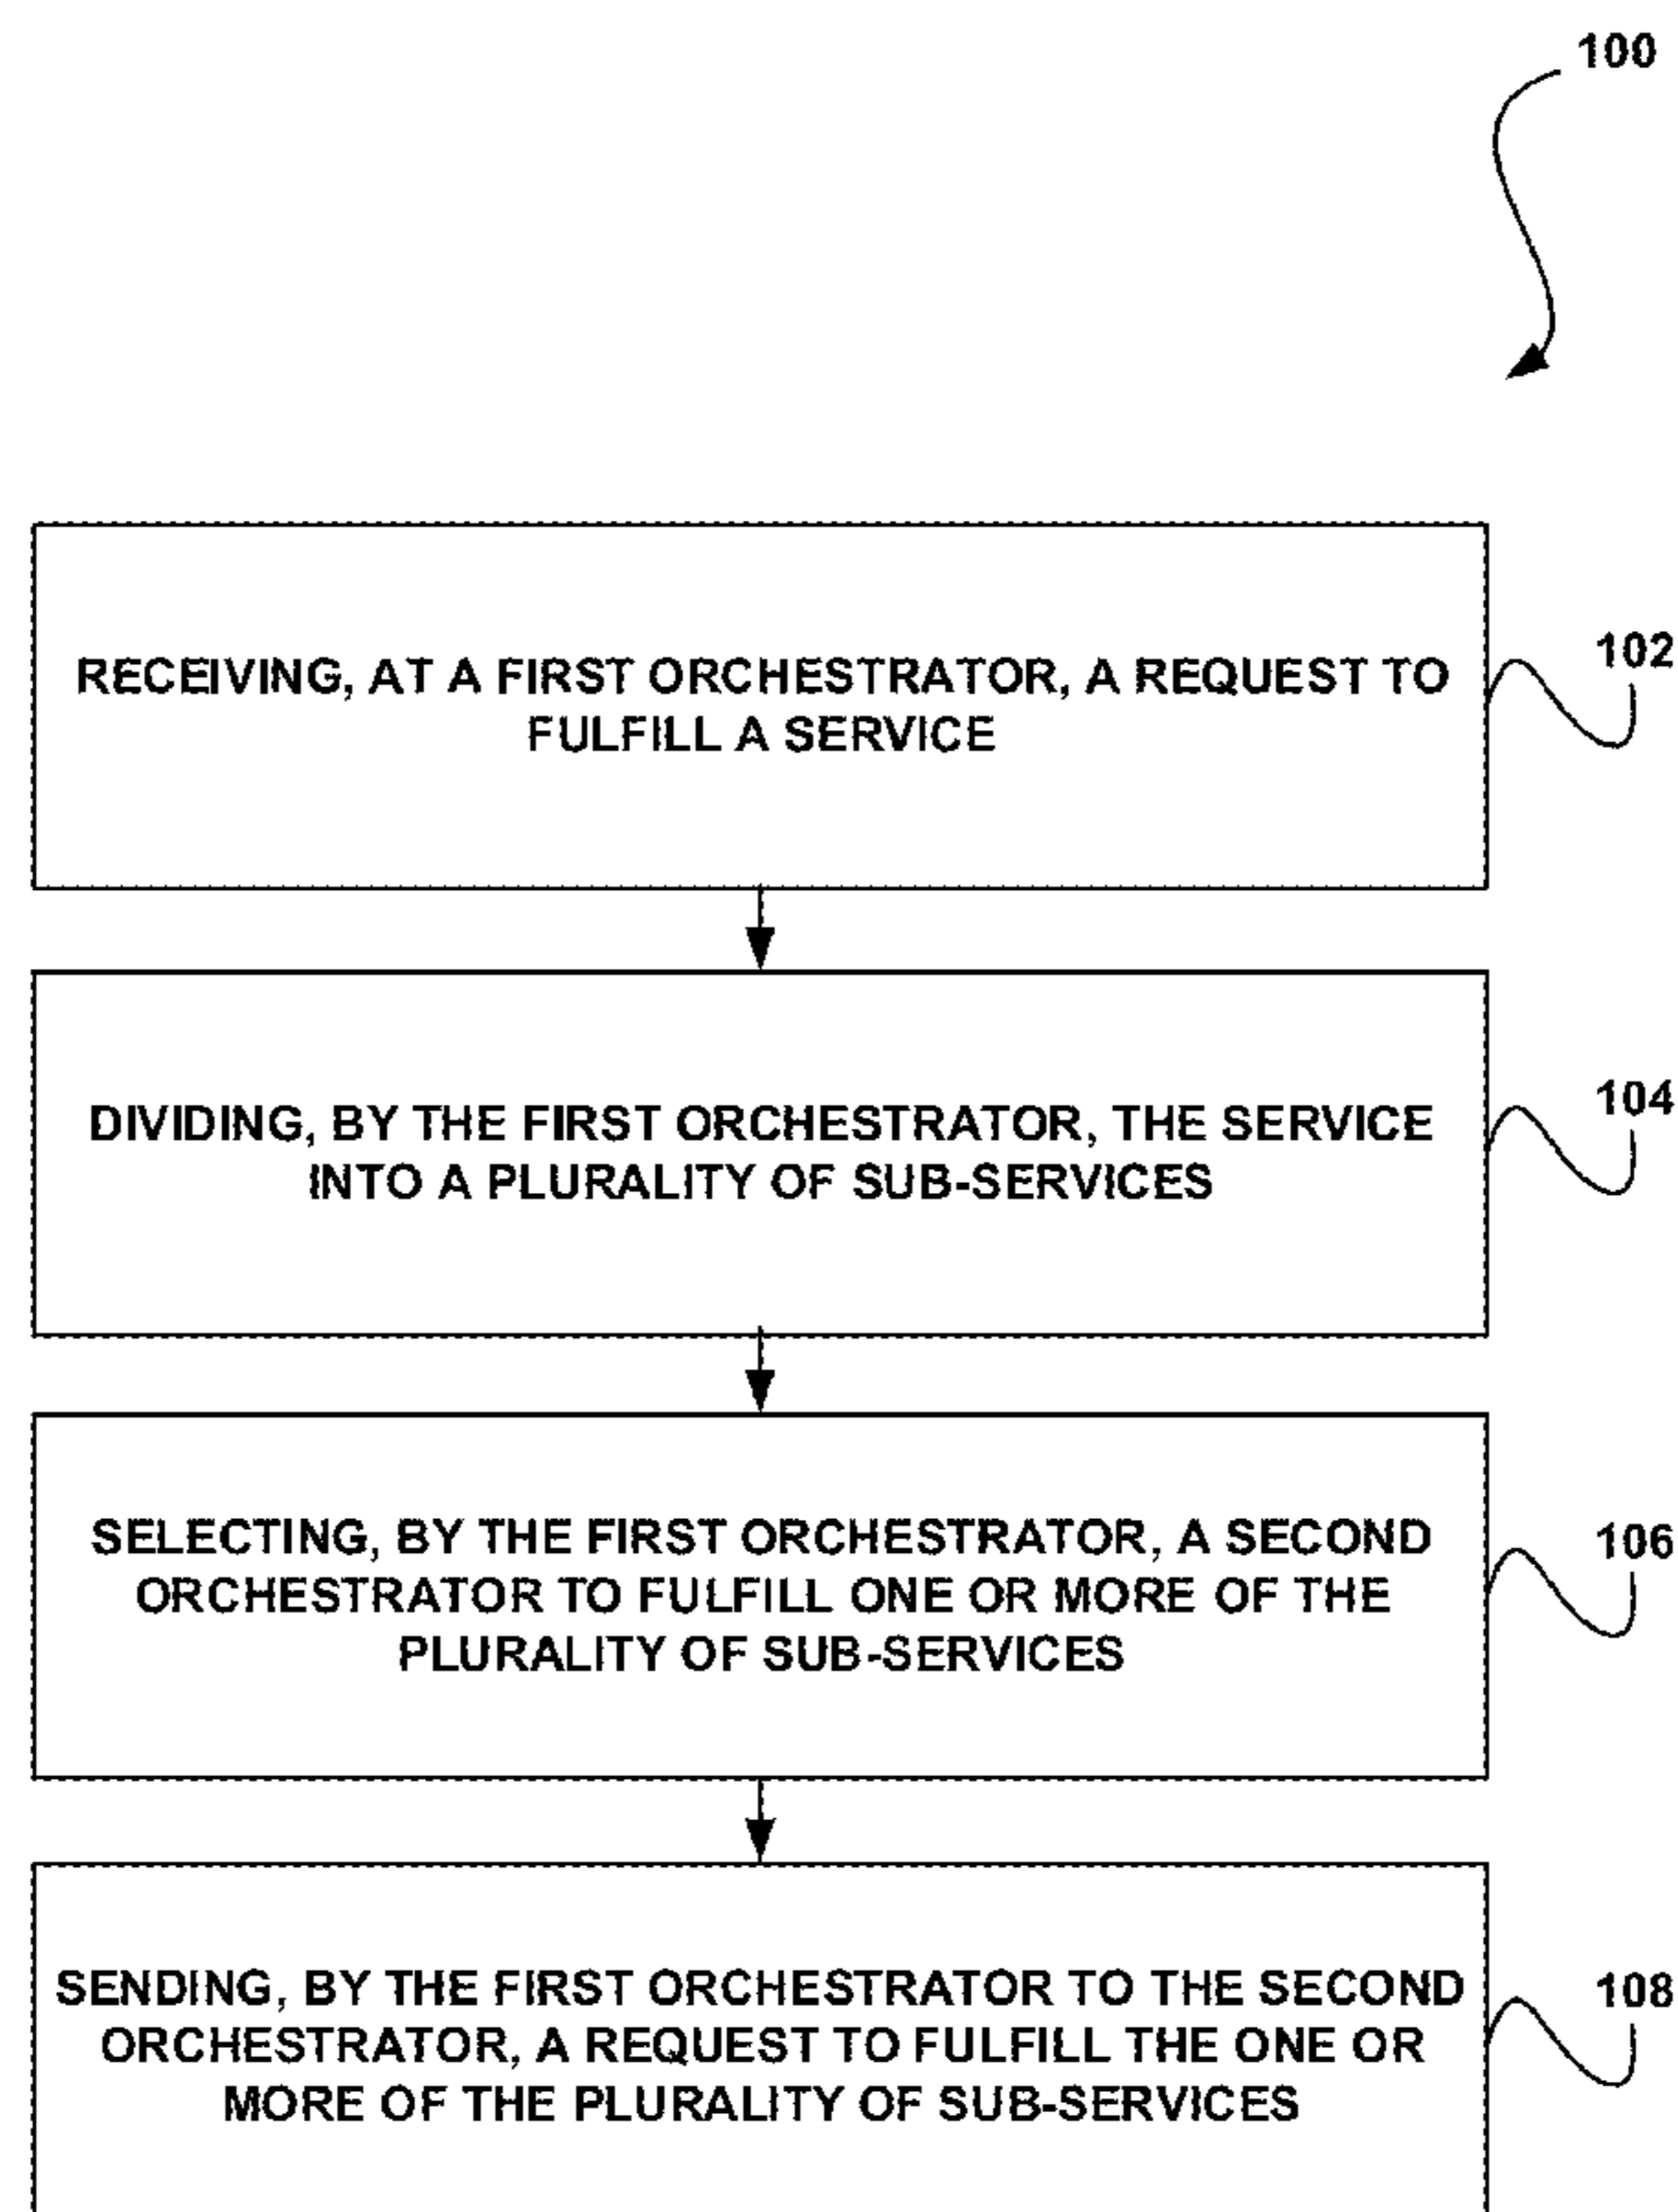 100
RECEIVING, AT A FIRST ORCHESTRATOR, A REQUEST TO
FULFILL A SERVICE
102
DIVIDING, BY THE FIRST ORCHESTRATOR, THE SERVICE
INTO A PLURALITY OF SUB-SERVICES
104
SELECTING, BY THE FIRST ORCHESTRATOR, A SECOND
ORCHESTRATOR TO FULFILL ONE OR MORE OF THE
PLURALITY OF SUB-SERVICES
106
SENDING, BY THE FIRST ORCHESTRATOR TO THE SECOND
ORCHESTRATOR, A REQUEST TO FULFILL THE ONE OR
MORE OF THE PLURALITY OF SUB-SERVICES
108